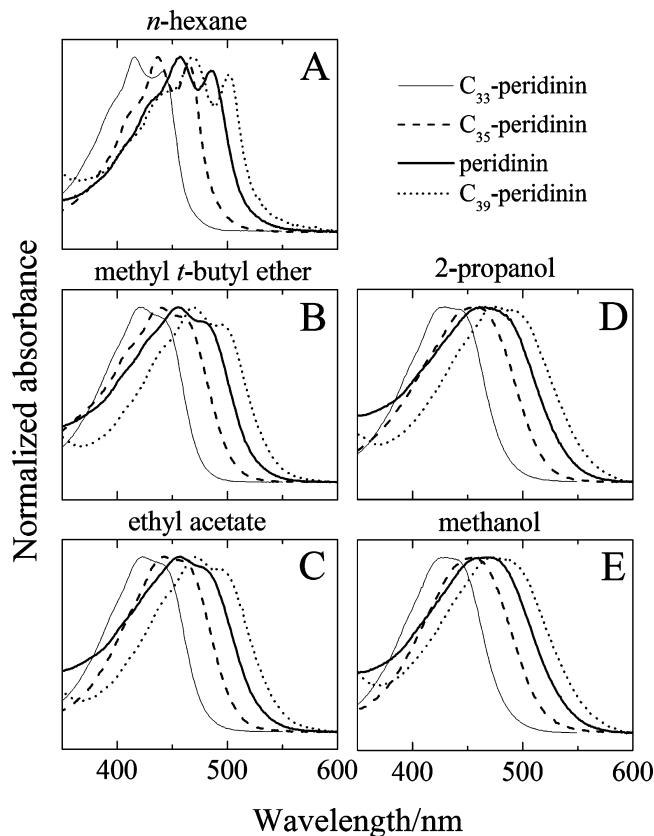 n-hexane
A
C₃₃-peridinin
C₃₅-peridinin
peridinin
C₃₉-peridinin
methyl t-butyl ether
B
2-propanol
D
ethyl acetate
C
methanol
E
Normalized absorbance
400 500 600 400 500 600
Wavelength/nm